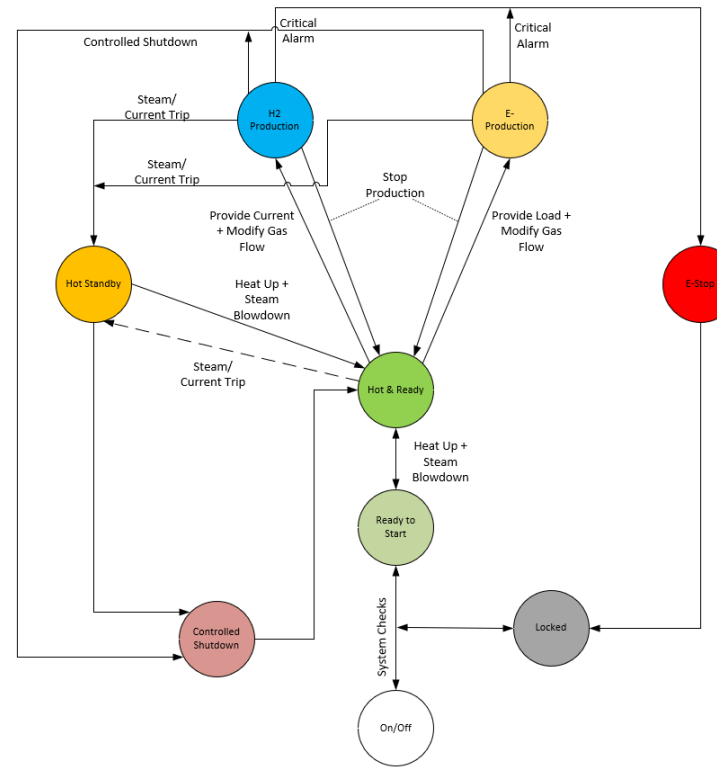 Critical
Alarm
Critical
Alarm
Controlled Shutdown
Steam/
Current Trip
H2
Production
E-
Production
Steam/
Current Trip
Stop
Production
Provide Current
+ Modify Gas
Flow
Provide Load +
Modify Gas
Flow
Hot Standby
Heat Up +
Steam
Blowdown
E-Stop
Steam/
Current Trip
Hot & Ready
Heat Up +
Steam
Blowdown
Ready to
Start
System Checks
Controlled
Shutdown
Locked
On/Off